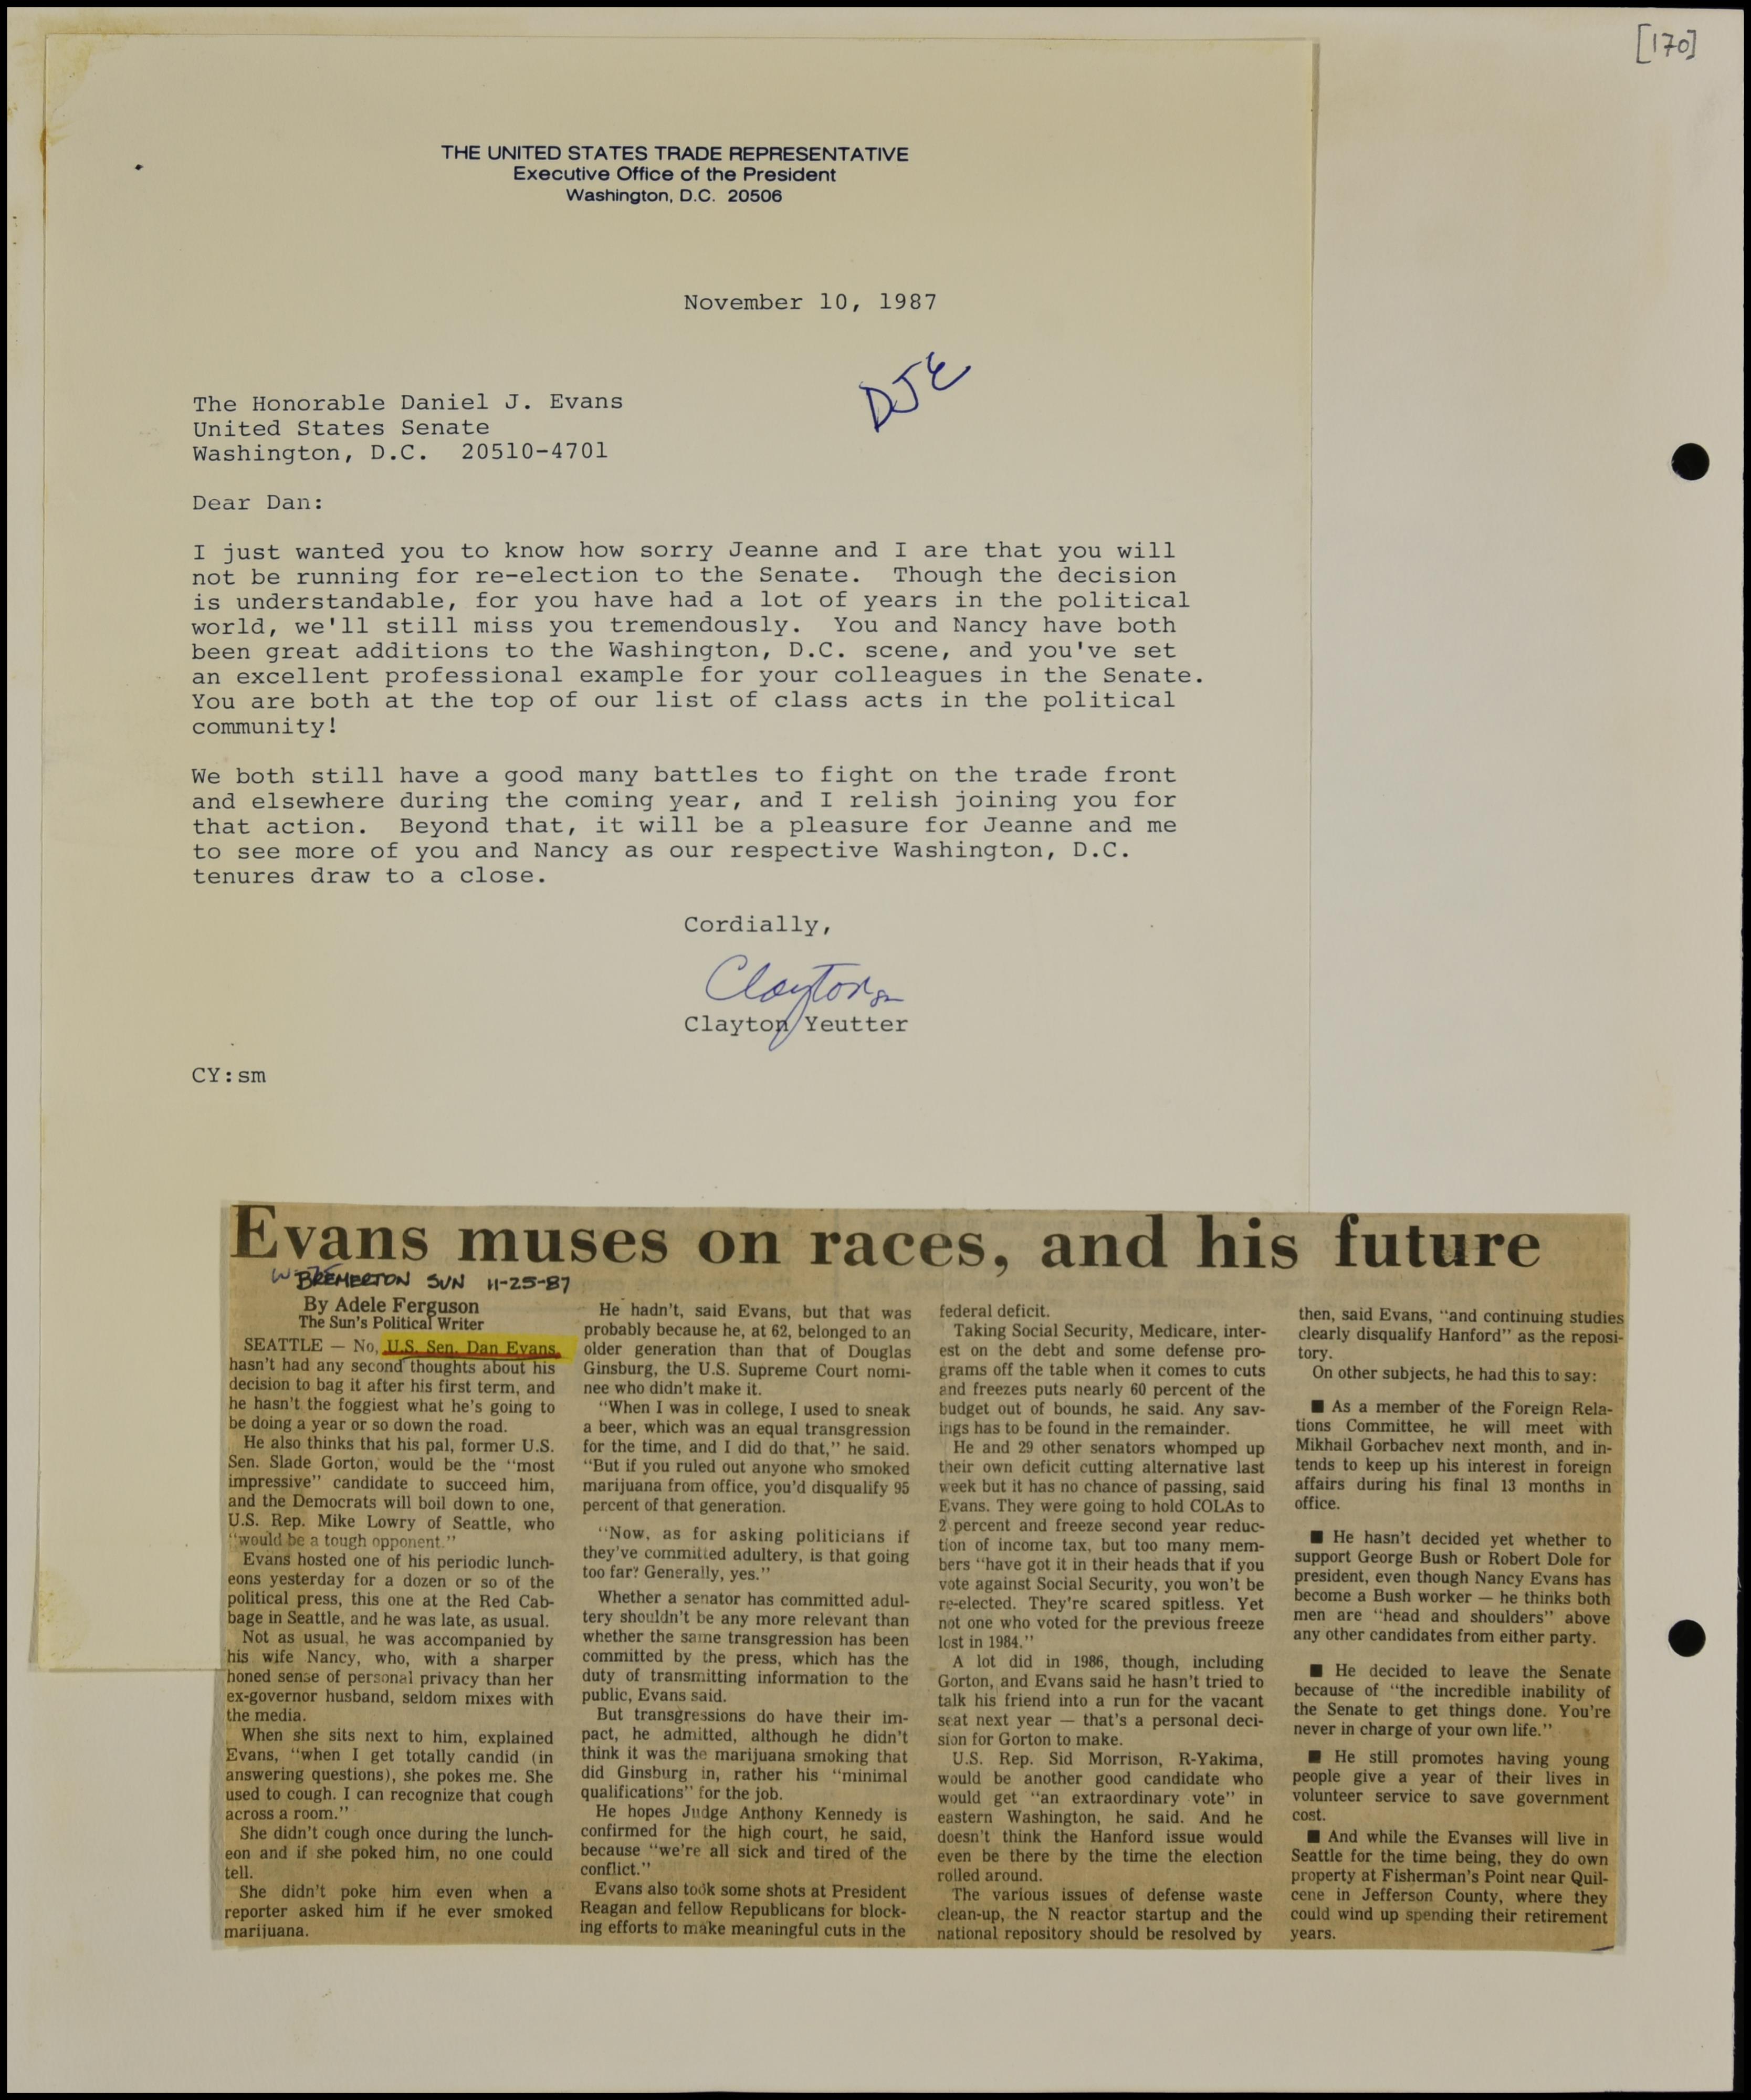 [170]
THE UNITED STATES TRADE REPRESENTATIVE
Executive Office of the President
Washington, D.C. 20506
November 10, 1987
DJE
The Honorable Daniel J. Evans
United States Senate
Washington, D.C. 20510-4701
Dear Dan:
I just wanted you to know how sorry Jeanne and I are that you will
not be running for re-election to the Senate. Though the decision
is understandable, for you have had a lot of years in the political
world, we'll still miss you tremendously. You and Nancy have both
been great additions to the Washington, D.C. scene, and you've set
an excellent professional example for your colleagues in the Senate.
You are both at the top of our list of class acts in the political
community!
We both still have a good many battles to fight on the trade front
and elsewhere during the coming year, and I relish joining you for
that action. Beyond that, it will be a pleasure for Jeanne and me
to see more of you and Nancy as our respective Washington, D.C.
tenures draw to a close.
Cordially,
Clayton
Clayton Yeutter
CY:sm
Evans muses on races, and his future
BREMERTON SUN 11-25-87
By Adele Ferguson
The Sun's Political Writer
SEATTLE — No, U.S. Sen. Dan Evans,
hasn't had any second thoughts about his
decision to bag it after his first term, and
he hasn't the foggiest what he's going to
be doing a year or so down the road.
He also thinks that his pal, former U.S.
Sen. Slade Gorton, would be the "most
impressive" candidate to succeed him,
and the Democrats will boil down to one,
U.S. Rep. Mike Lowry of Seattle, who
"would be a tough opponent."
Evans hosted one of his periodic lunch-
eons yesterday for a dozen or so of the
political press, this one at the Red Cab-
bage in Seattle, and he was late, as usual.
Not as usual, he was accompanied by
his wife Nancy, who, with a sharper
honed sense of personal privacy than her
ex-governor husband, seldom mixes with
the media.
When she sits next to him, explained
Evans, "when I get totally candid (in
answering questions), she pokes me. She
used to cough. I can recognize that cough
across a room."
She didn't cough once during the lunch-
eon and if she poked him, no one could
tell.
She didn't poke him even when a
reporter asked him if he ever smoked
marijuana.
He hadn't, said Evans, but that was
probably because he, at 62, belonged to an
older generation than that of Douglas
Ginsburg, the U.S. Supreme Court nomi-
nee who didn't make it.
"When I was in college, I used to sneak
a beer, which was an equal transgression
for the time, and I did do that," he said.
"But if you ruled out anyone who smoked
marijuana from office, you'd disqualify 95
percent of that generation.
"Now, as for asking politicians if
they've committed adultery, is that going
too far? Generally, yes."
Whether a senator has committed adul-
tery shouldn't be any more relevant than
whether the same transgression has been
committed by the press, which has the
duty of transmitting information to the
public, Evans said.
But transgressions do have their im-
pact, he admitted, although he didn't
think it was the marijuana smoking that
did Ginsburg in, rather his "minimal
qualifications" for the job.
He hopes Judge Anthony Kennedy is
confirmed for the high court, he said,
because "we're all sick and tired of the
conflict."
Evans also took some shots at President
Reagan and fellow Republicans for block-
ing efforts to make meaningful cuts in the
federal deficit.
Taking Social Security, Medicare, inter-
est on the debt and some defense pro-
grams off the table when it comes to cuts
and freezes puts nearly 60 percent of the
budget out of bounds, he said. Any sav-
ings has to be found in the remainder.
He and 29 other senators whomped up
their own deficit cutting alternative last
week but it has no chance of passing, said
Evans. They were going to hold COLAs to
2 percent and freeze second year reduc-
tion of income tax, but too many mem-
bers "have got it in their heads that if you
vote against Social Security, you won't be
re-elected. They're scared spitless. Yet
not one who voted for the previous freeze
lost in 1984."
A lot did in 1986, though, including
Gorton, and Evans said he hasn't tried to
talk his friend into a run for the vacant
seat next year — that's a personal deci-
sion for Gorton to make.
U.S. Rep. Sid Morrison, R-Yakima,
would be another good candidate who
would get "an extraordinary vote" in
eastern Washington, he said. And he
doesn't think the Hanford issue would
even be there by the time the election
rolled around.
The various issues of defense waste
clean-up, the N reactor startup and the
national repository should be resolved by
then, said Evans, "and continuing studies
clearly disqualify Hanford" as the reposi-
tory.
On other subjects, he had this to say:
■ As a member of the Foreign Rela-
tions Committee, he will meet with
Mikhail Gorbachev next month, and in-
tends to keep up his interest in foreign
affairs during his final 13 months in
office.
■ He hasn't decided yet whether to
support George Bush or Robert Dole for
president, even though Nancy Evans has
become a Bush worker — he thinks both
men are "head and shoulders" above
any other candidates from either party.
■ He decided to leave the Senate
because of "the incredible inability of
the Senate to get things done. You're
never in charge of your own life."
■ He still promotes having young
people give a year of their lives in
volunteer service to save government
cost.
■ And while the Evanses will live in
Seattle for the time being, they do own
property at Fisherman's Point near Quil-
cene in Jefferson County, where they
could wind up spending their retirement
years.